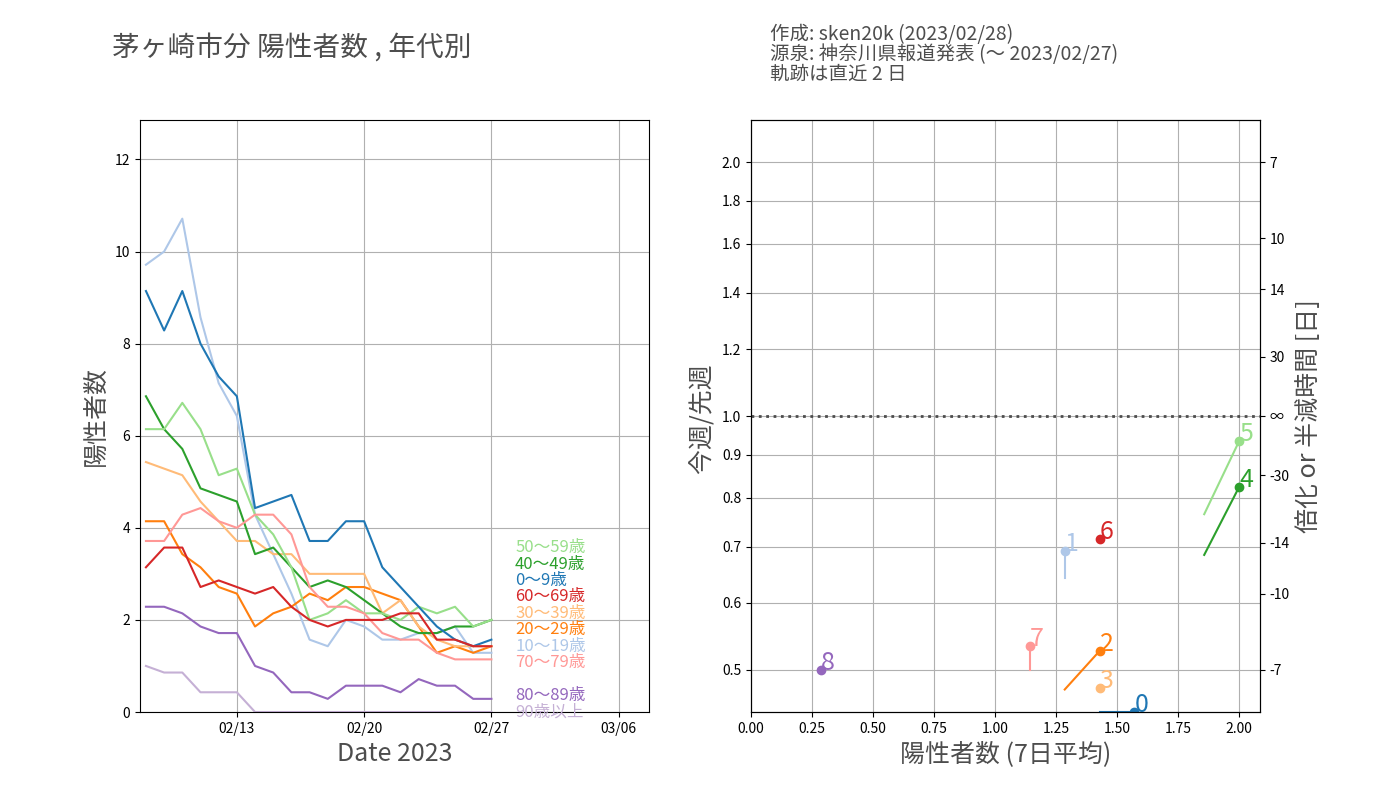 茅ヶ崎市分 陽性者数 , 年代別
作成: sken20k (2023/02/28)
源泉: 神奈川県報道発表 (～ 2023/02/27)
軌跡は直近 2 日
陽性者数
12
10
8
6
4
2
0
50～59歳
40～49歳
0～9歳
60～69歳
30～39歳
20～29歳
10～19歳
70～79歳
80～89歳
90歳以上
02/13
02/20
02/27
03/06
Date 2023
今週/先週
2.0
1.8
1.6
1.4
1.2
1.0
0.9
0.8
0.7
0.6
0.5
5
4
6
1
7
2
8
3
0
7
10
14
30
∞
-30
-14
-10
-7
倍化 or 半減時間 [日]
0.00
0.25
0.50
0.75
1.00
1.25
1.50
1.75
2.00
陽性者数 (7日平均)